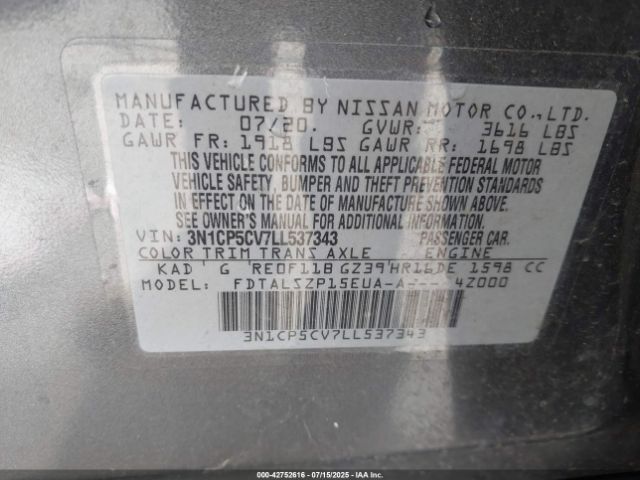 MANUFACTURED BY NISSAN MOTOR CO., LTD.
DATE: 07/20. GVWR: 3616 LBS
GAWR FR: 1918 LBS GAWR RR: 1698 LBS
THIS VEHICLE CONFORMS TO ALL APPLICABLE FEDERAL MOTOR
VEHICLE SAFETY, BUMPER AND THEFT PREVENTION STANDARDS
IN EFFECT ON THE DATE OF MANUFACTURE SHOWN ABOVE.
SEE OWNER'S MANUAL FOR ADDITIONAL INFORMATION.
VIN: 3N1CP5CV7LL537343 PASSENGER CAR.
COLOR TRIM TRANS AXLE ENGINE
KAD G RE0F11B GZ39 HR16DE 1598 CC
MODEL: FDTALSZP15EUA-A---- 4Z000
3N1CP5CV7LL537343
000-42752616 07/15/2025 IAAI.COM